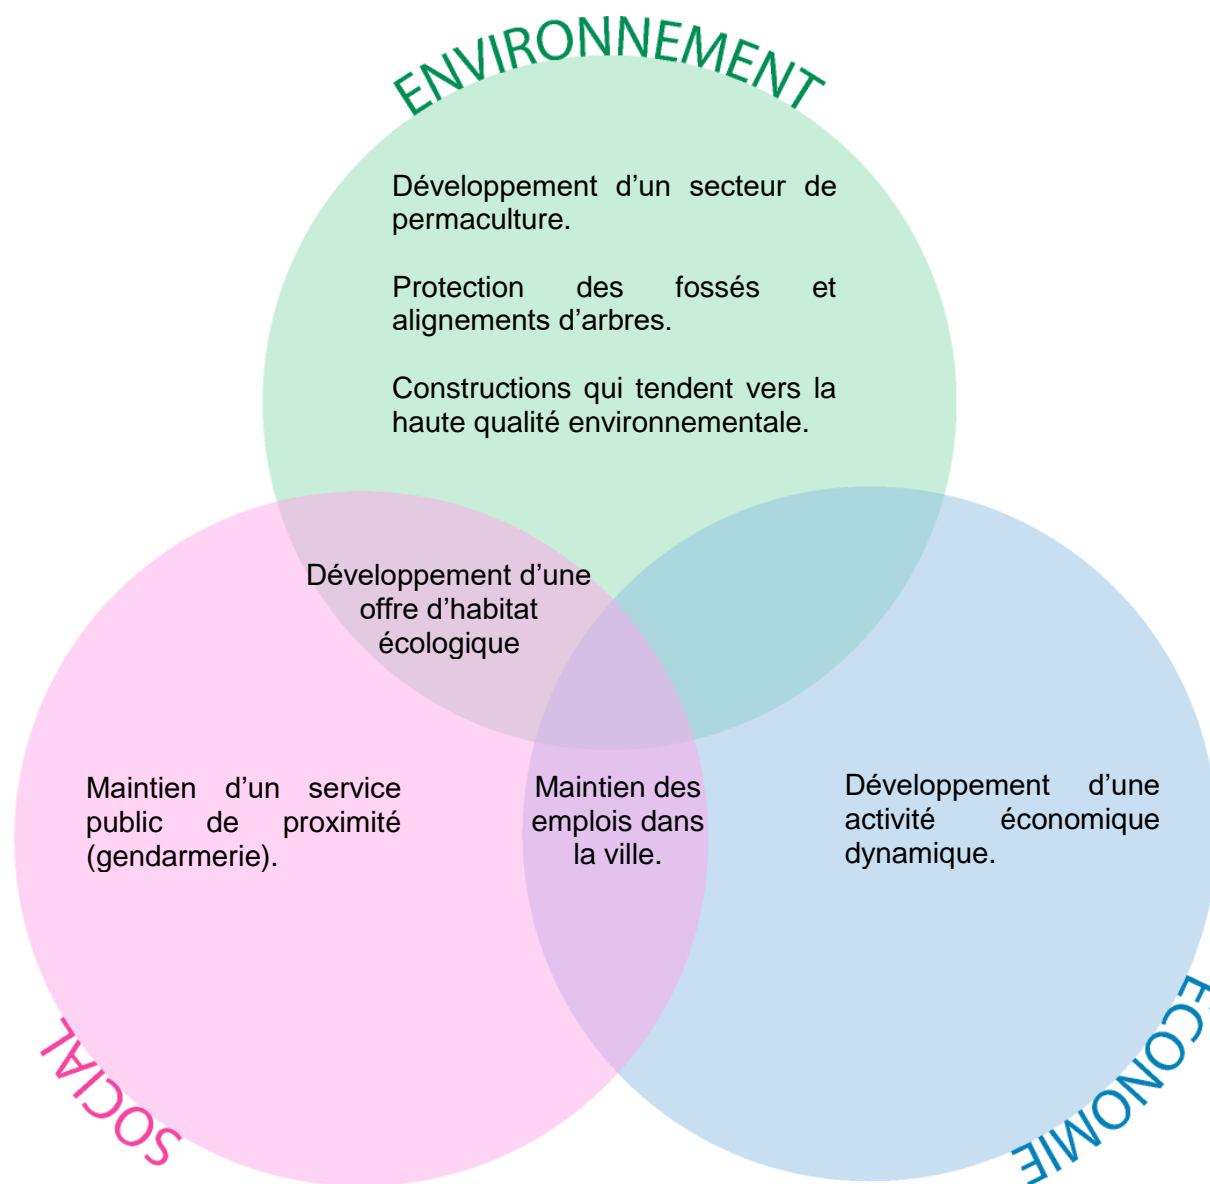 ENVIRONNEMENT
Développement d’un secteur de
permaculture.
Protection des fossés et
alignements d’arbres.
Constructions qui tendent vers la
haute qualité environnementale.
Développement d’une
offre d’habitat
écologique
Maintien d’un service
public de proximité
(gendarmerie).
Maintien des
emplois dans
la ville.
Développement d’une
activité économique
dynamique.
SOCIAL
ECONOMIE